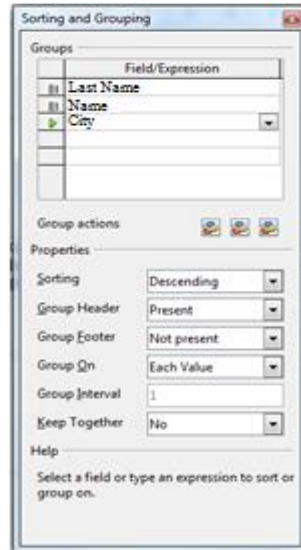 Sorting and Grouping
Groups
Field/Expression
Last Name
Name
City
Group actions
Properties
Sorting Descending
Group Header Present
Group Footer Not present
Group On Each Value
Group Interval 1
Keep Together No
Help
Select a field or type an expression to sort or
group on.